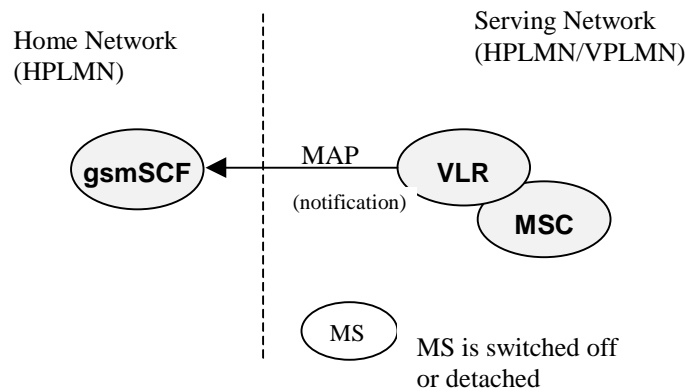 Home Network
(HPLMN)
Serving Network
(HPLMN/VPLMN)
gsmSCF
MAP
(notification)
VLR
MSC
MS
MS is switched off
or detached